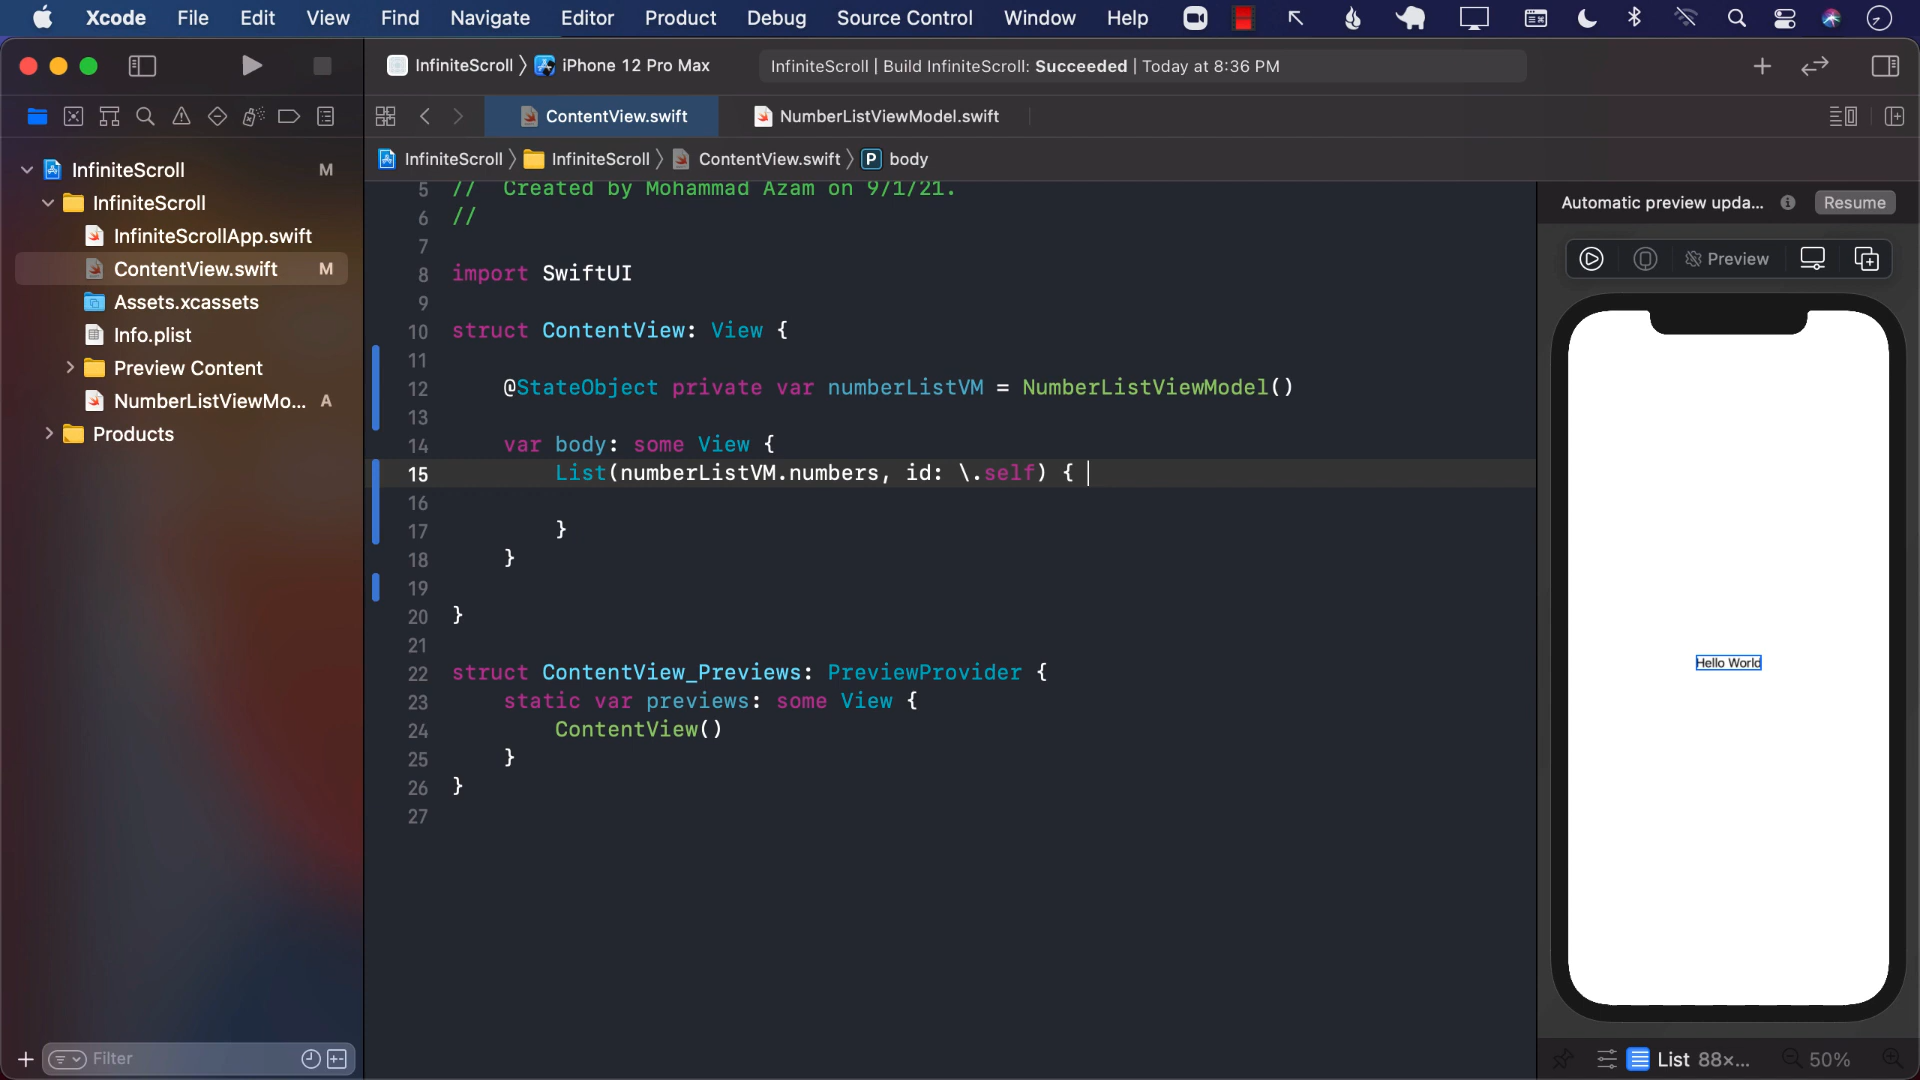 Xcode File Edit View Find Navigate Editor Product Debug Source Control Window Help
InfiniteScroll 〉 iPhone 12 Pro Max
InfiniteScroll | Build InfiniteScroll: Succeeded | Today at 8:36 PM
ContentView.swift
NumberListViewModel.swift
InfiniteScroll 〉 InfiniteScroll 〉 ContentView.swift 〉 P body
InfiniteScroll M
InfiniteScroll
InfiniteScrollApp.swift
ContentView.swift M
Assets.xcassets
Info.plist
Preview Content
NumberListViewMo... A
Products
Filter
5 // Created by Mohammad Azam on 9/1/21.
6 //
7
8 import SwiftUI
9
10 struct ContentView: View {
11
12 @StateObject private var numberListVM = NumberListViewModel()
13
14 var body: some View {
15 List(numberListVM.numbers, id: \.self) {
16
17 }
18 }
19
20 }
21
22 struct ContentView_Previews: PreviewProvider {
23 static var previews: some View {
24 ContentView()
25 }
26 }
27
Automatic preview upda... Resume
Preview
Hello World
List 88×... 50%